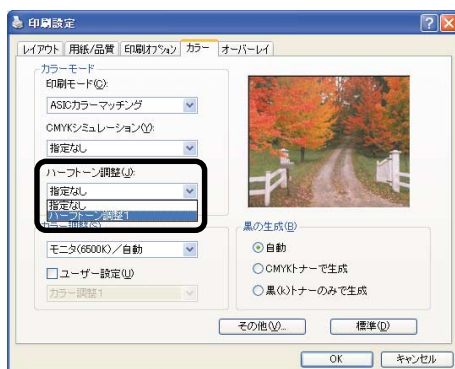 印刷設定
レイアウト 用紙/品質 印刷ｵﾌﾟｼｮﾝ カラー オーバーレイ
カラーモード
印刷モード(O):
ASICカラーマッチング
CMYKシミュレーション(Y):
指定なし
ハーフトーン調整(J):
指定なし
指定なし
ハーフトーン調整1
カラー調整(S)
モニタ(6500K)／自動
ユーザー設定(U)
カラー調整1
黒の生成(B)
自動
CMYKトナーで生成
黒(k)トナーのみで生成
その他(V)...
標準(D)
OK
キャンセル